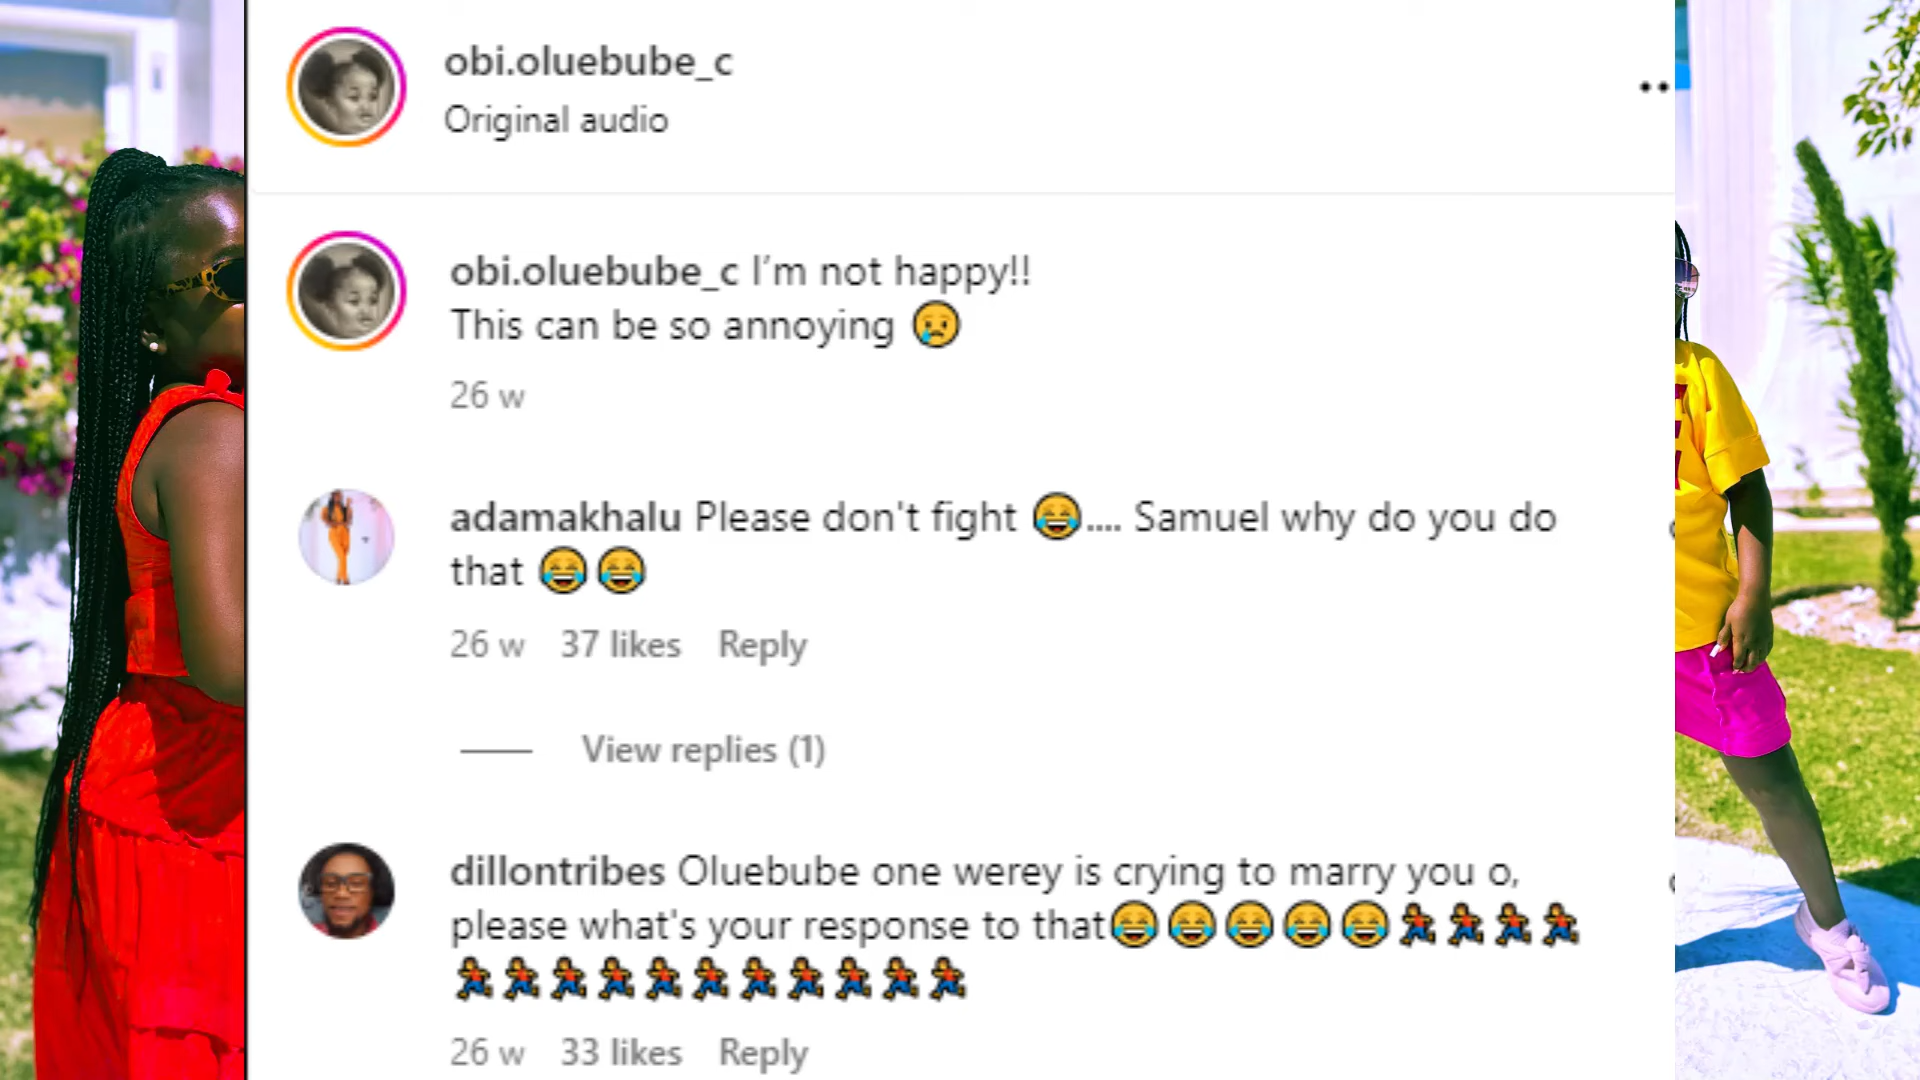 obi.oluebube_c
Original audio
obi.oluebube_c I’m not happy!!
This can be so annoying 😢
26 w
adamakhalu Please don't fight 😂.... Samuel why do you do
that 😂😂
26 w 37 likes Reply
View replies (1)
dillontribes Oluebube one werey is crying to marry you o,
please what's your response to that😂😂😂😂😂🏃🏃🏃🏃
🏃🏃🏃🏃🏃🏃🏃🏃🏃🏃🏃
26 w 33 likes Reply